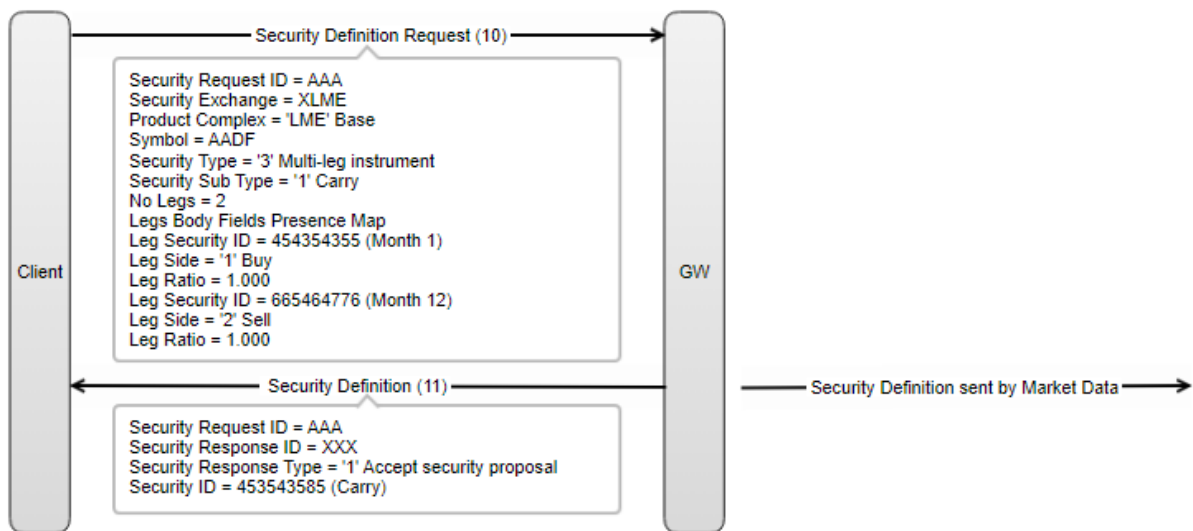 Security Definition Request (10)
Security Request ID = AAA
Security Exchange = XLME
Product Complex = 'LME' Base
Symbol = AADF
Security Type = '3' Multi-leg instrument
Security Sub Type = '1' Carry
No Legs = 2
Legs Body Fields Presence Map
Leg Security ID = 454354355 (Month 1)
Leg Side = '1' Buy
Leg Ratio = 1.000
Leg Security ID = 665464776 (Month 12)
Leg Side = '2' Sell
Leg Ratio = 1.000
Client
GW
Security Definition (11)
Security Definition sent by Market Data
Security Request ID = AAA
Security Response ID = XXX
Security Response Type = '1' Accept security proposal
Security ID = 453543585 (Carry)